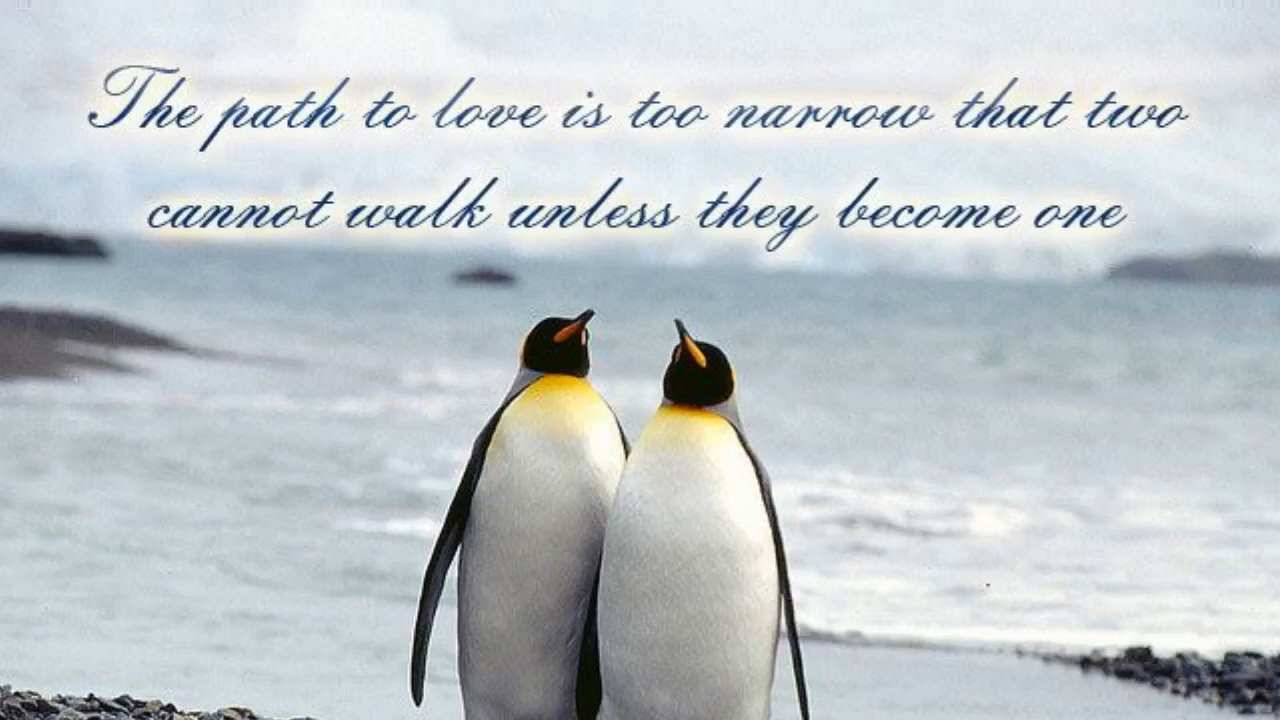 The path to love is too narrow that two
cannot walk unless they become one